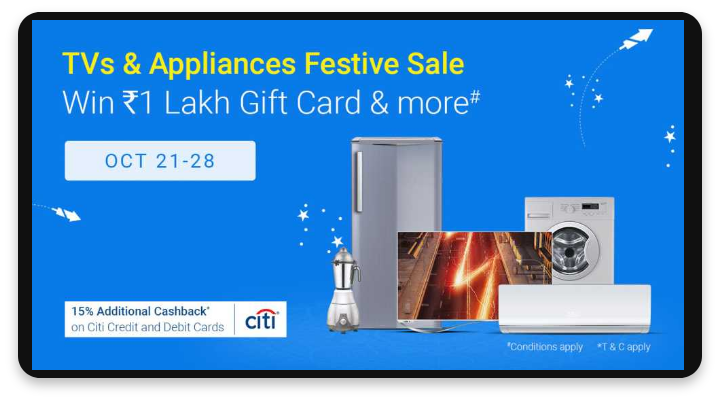 TVs & Appliances Festive Sale
Win ₹1 Lakh Gift Card & more#
OCT 21-28
15% Additional Cashback*
on Citi Credit and Debit Cards
citi
#Conditions apply *T & C apply